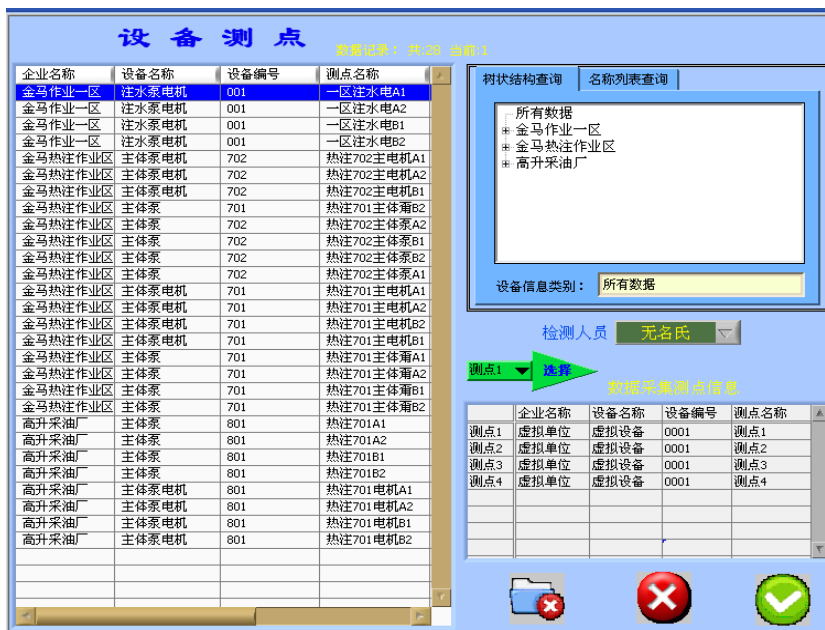 设备测点
数据记录： 共:28 当前:1
企业名称 设备名称 设备编号 测点名称
金马作业一区 注水泵电机 001 一区注水电A1
金马作业一区 注水泵电机 001 一区注水电A2
金马作业一区 注水泵电机 001 一区注水电B1
金马作业一区 注水泵电机 001 一区注水电B2
金马热注作业区 主体泵电机 702 热注702主电机A1
金马热注作业区 主体泵电机 702 热注702主电机A2
金马热注作业区 主体泵电机 702 热注702主电机B1
金马热注作业区 主体泵 701 热注701主体甭B2
金马热注作业区 主体泵 702 热注702主体泵A2
金马热注作业区 主体泵 702 热注702主体泵B1
金马热注作业区 主体泵 702 热注702主体泵B2
金马热注作业区 主体泵 702 热注702主体泵A1
金马热注作业区 主体泵电机 701 热注701主电机A1
金马热注作业区 主体泵电机 701 热注701主电机A2
金马热注作业区 主体泵电机 701 热注701主电机B2
金马热注作业区 主体泵电机 701 热注701主电机B1
金马热注作业区 主体泵 701 热注701主体甭A1
金马热注作业区 主体泵 701 热注701主体甭A2
金马热注作业区 主体泵 701 热注701主体甭B1
金马热注作业区 主体泵 701 热注701主体甭B2
高升采油厂 主体泵 801 热注701A1
高升采油厂 主体泵 801 热注701A2
高升采油厂 主体泵 801 热注701B1
高升采油厂 主体泵 801 热注701B2
高升采油厂 主体泵电机 801 热注701电机A1
高升采油厂 主体泵电机 801 热注701电机A2
高升采油厂 主体泵电机 801 热注701电机B1
高升采油厂 主体泵电机 801 热注701电机B2
树状结构查询 名称列表查询
所有数据
金马作业一区
金马热注作业区
高升采油厂
设备信息类别： 所有数据
检测人员 无名氏
测点1 选择
数据采集测点信息
企业名称 设备名称 设备编号 测点名称
测点1 虚拟单位 虚拟设备 0001 测点1
测点2 虚拟单位 虚拟设备 0001 测点2
测点3 虚拟单位 虚拟设备 0001 测点3
测点4 虚拟单位 虚拟设备 0001 测点4